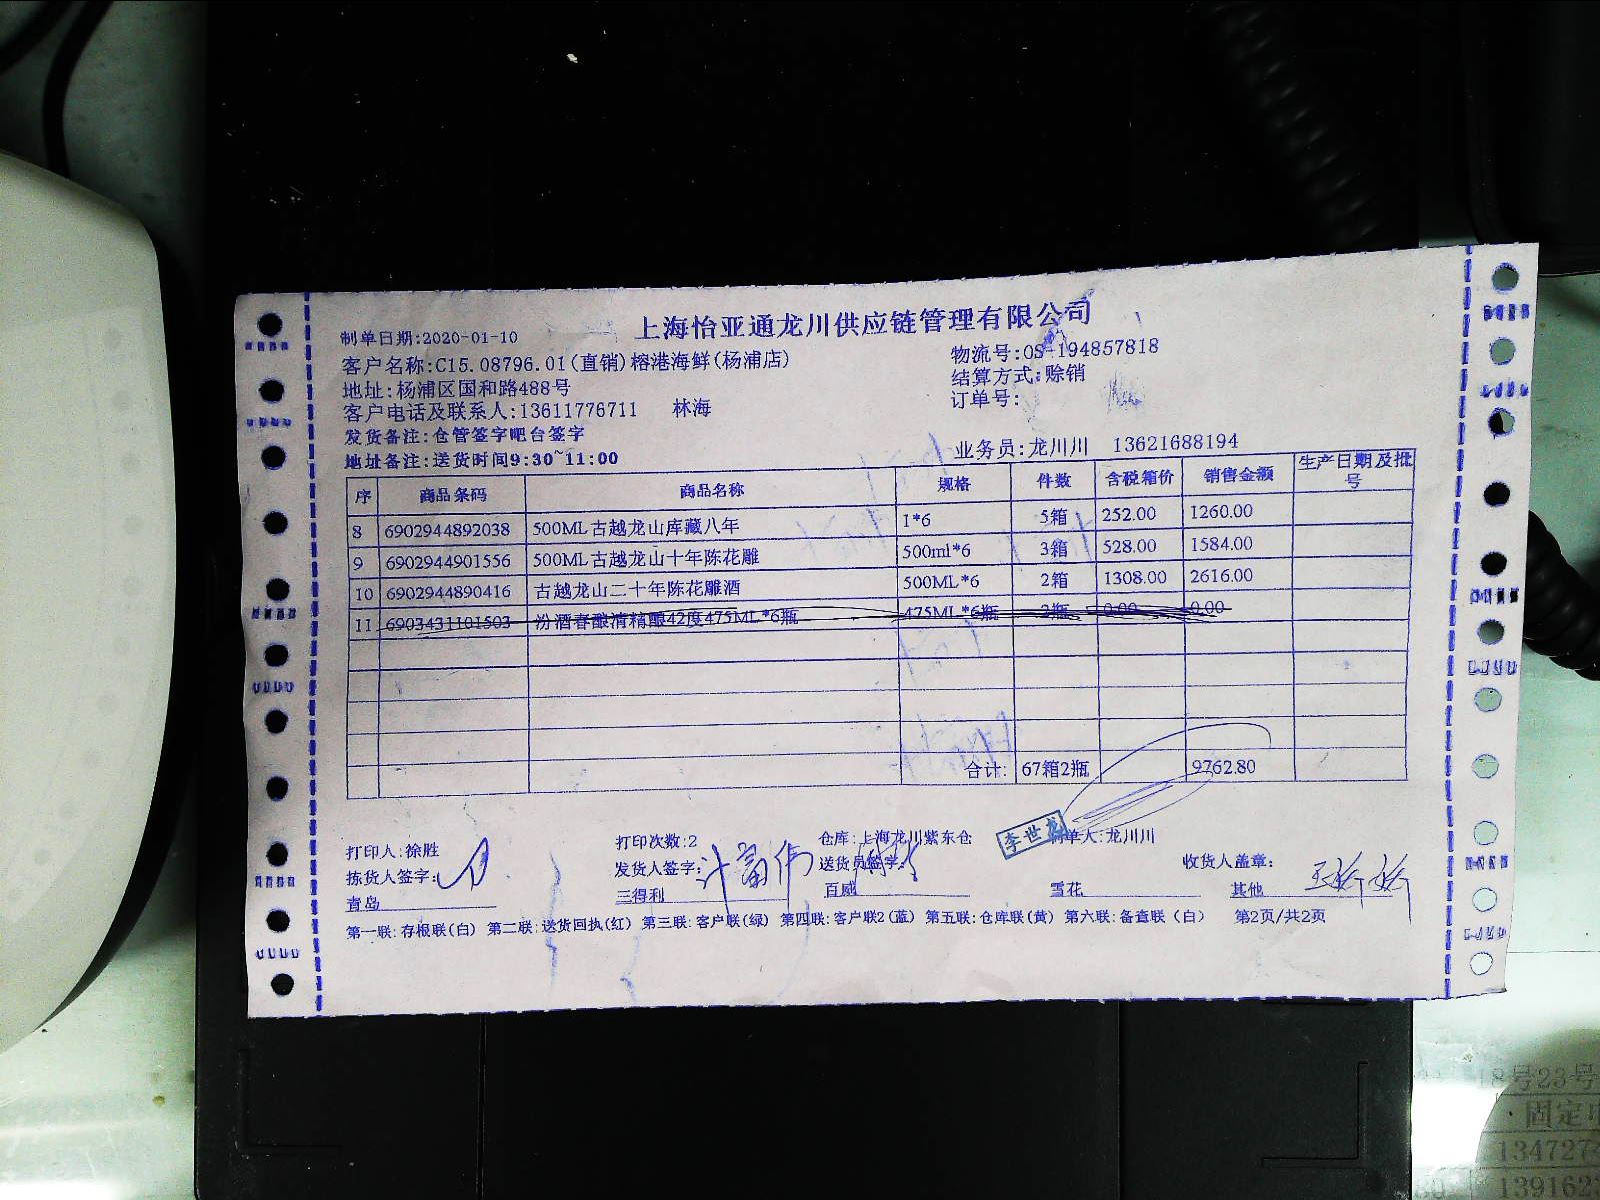 上海怡亚通龙川供应链管理有限公司
制单日期:2020-01-10
客户名称:C15.08796.01(直销)榕港海鲜(杨浦店) 物流号:OS-194857818
地址:杨浦区国和路488号 结算方式:赊销
客户电话及联系人:13611776711 林海 订单号:
发货备注:仓管签字吧台签字
地址备注:送货时间9:30~11:00 业务员:龙川川 13621688194
序 商品条码 商品名称 规格 件数 含税箱价 销售金额 生产日期及批号
8 6902944892038 500ML古越龙山库藏八年 1*6 5箱 252.00 1260.00
9 6902944901556 500ML古越龙山十年陈花雕 500ml*6 3箱 528.00 1584.00
10 6902944890416 古越龙山二十年陈花雕酒 500ML*6 2箱 1308.00 2616.00
11 6903431101503 汾酒春酿清精酿42度475ML*6瓶 475ML*6瓶 2瓶 0.00 0.00
合计: 67箱2瓶 9762.80
打印人:徐胜 打印次数:2 仓库:上海龙川紫东仓 李世龙 制单人:龙川川
拣货人签字: 发货人签字: 送货员签字: 收货人盖章:
青岛 三得利 百威 雪花 其他
第一联:存根联(白) 第二联:送货回执(红) 第三联:客户联(绿) 第四联:客户联2(蓝) 第五联:仓库联(黄) 第六联:备查联(白) 第2页/共2页
18号23号
固定
134727
139162